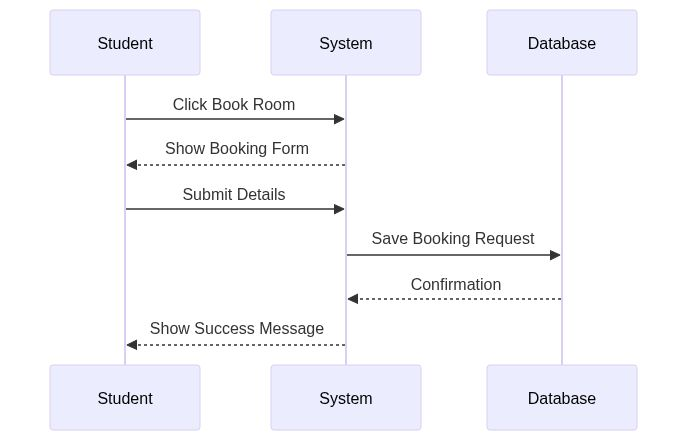 Student
System
Database
Click Book Room
Show Booking Form
Submit Details
Save Booking Request
Confirmation
Show Success Message
Student
System
Database